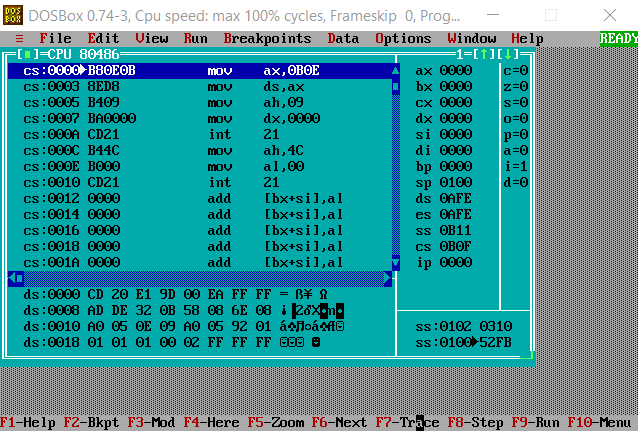 DOSBox 0.74-3, Cpu speed: max 100% cycles, Frameskip 0, Prog...
≡ File Edit View Run Breakpoints Data Options Window Help READY
[■]=CPU 80486 1=[↑][↓]
cs:0000►B80E0B mov ax,0B0E ax 0000 c=0
cs:0003 8ED8 mov ds,ax bx 0000 z=0
cs:0005 B409 mov ah,09 cx 0000 s=0
cs:0007 BA0000 mov dx,0000 dx 0000 o=0
cs:000A CD21 int 21 si 0000 p=0
cs:000C B44C mov ah,4C di 0000 a=0
cs:000E B000 mov al,00 bp 0000 i=1
cs:0010 CD21 int 21 sp 0100 d=0
cs:0012 0000 add [bx+si],al ds 0AFE
cs:0014 0000 add [bx+si],al es 0AFE
cs:0016 0000 add [bx+si],al ss 0B11
cs:0018 0000 add [bx+si],al cs 0B0F
cs:001A 0000 add [bx+si],al ip 0000
ds:0000 CD 20 E1 9D 00 EA FF FF = ß¥ Ω
ds:0008 AD DE 32 0B 58 08 6E 08 ¡▐2♂X◘n◘
ds:0010 A0 05 0E 09 A0 05 92 01 ss:0102 0310
ds:0018 01 01 01 00 02 FF FF FF ☺☺☺ ☻ ss:0100►52FB
F1-Help F2-Bkpt F3-Mod F4-Here F5-Zoom F6-Next F7-Trace F8-Step F9-Run F10-Menu